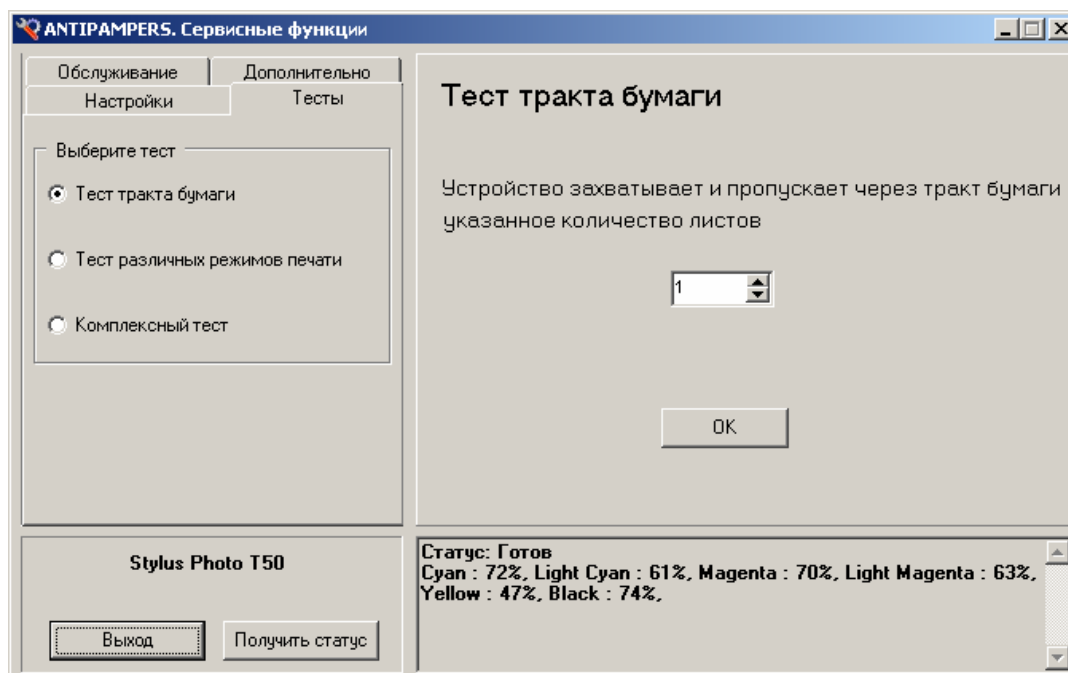 ANTIPAMPERS. Сервисные функции
Обслуживание
Дополнительно
Настройки
Тесты
Выберите тест
Тест тракта бумаги
Тест различных режимов печати
Комплексный тест
Тест тракта бумаги
Устройство захватывает и пропускает через тракт бумаги
указанное количество листов
1
OK
Stylus Photo T50
Выход
Получить статус
Статус: Готов
Cyan : 72%, Light Cyan : 61%, Magenta : 70%, Light Magenta : 63%,
Yellow : 47%, Black : 74%,